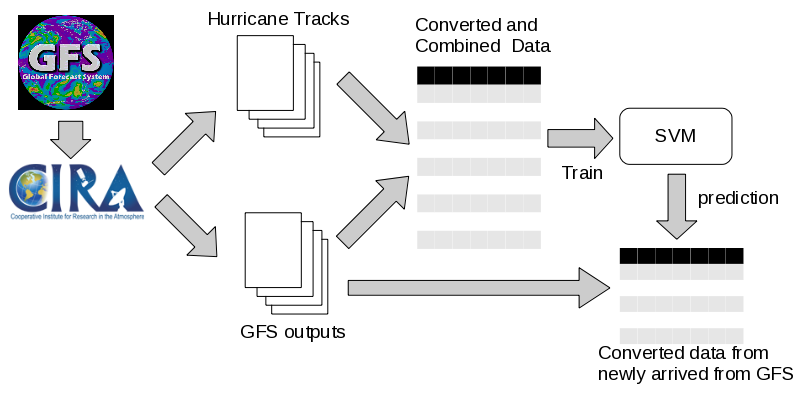 GFS
Global Forecast System
CIRA
Cooperative Institute for Research in the Atmosphere
Hurricane Tracks
GFS outputs
Converted and
Combined Data
Train
SVM
prediction
Converted data from
newly arrived from GFS